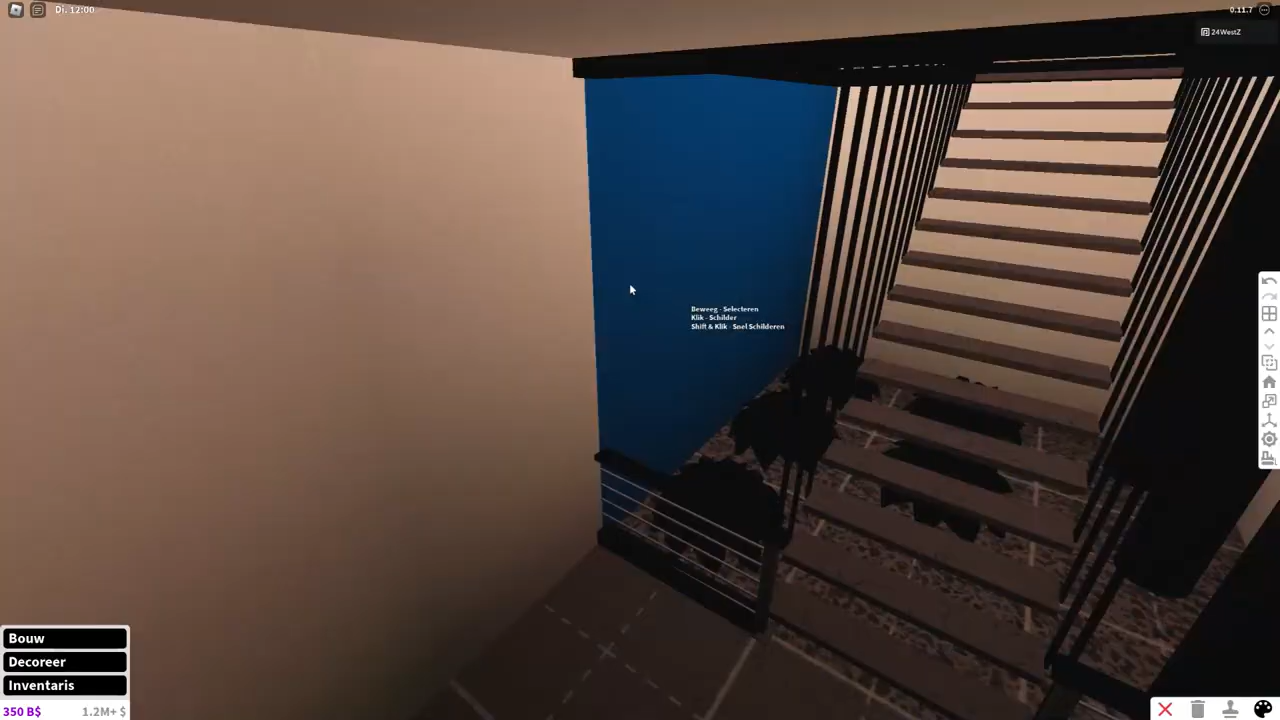 Di. 12:00
0.11.7
24WestZ
Beweeg - Selecteren
Klik - Schilder
Shift & Klik - Snel Schilderen
Bouw
Decoreer
Inventaris
350 B$ 1.2M+ $